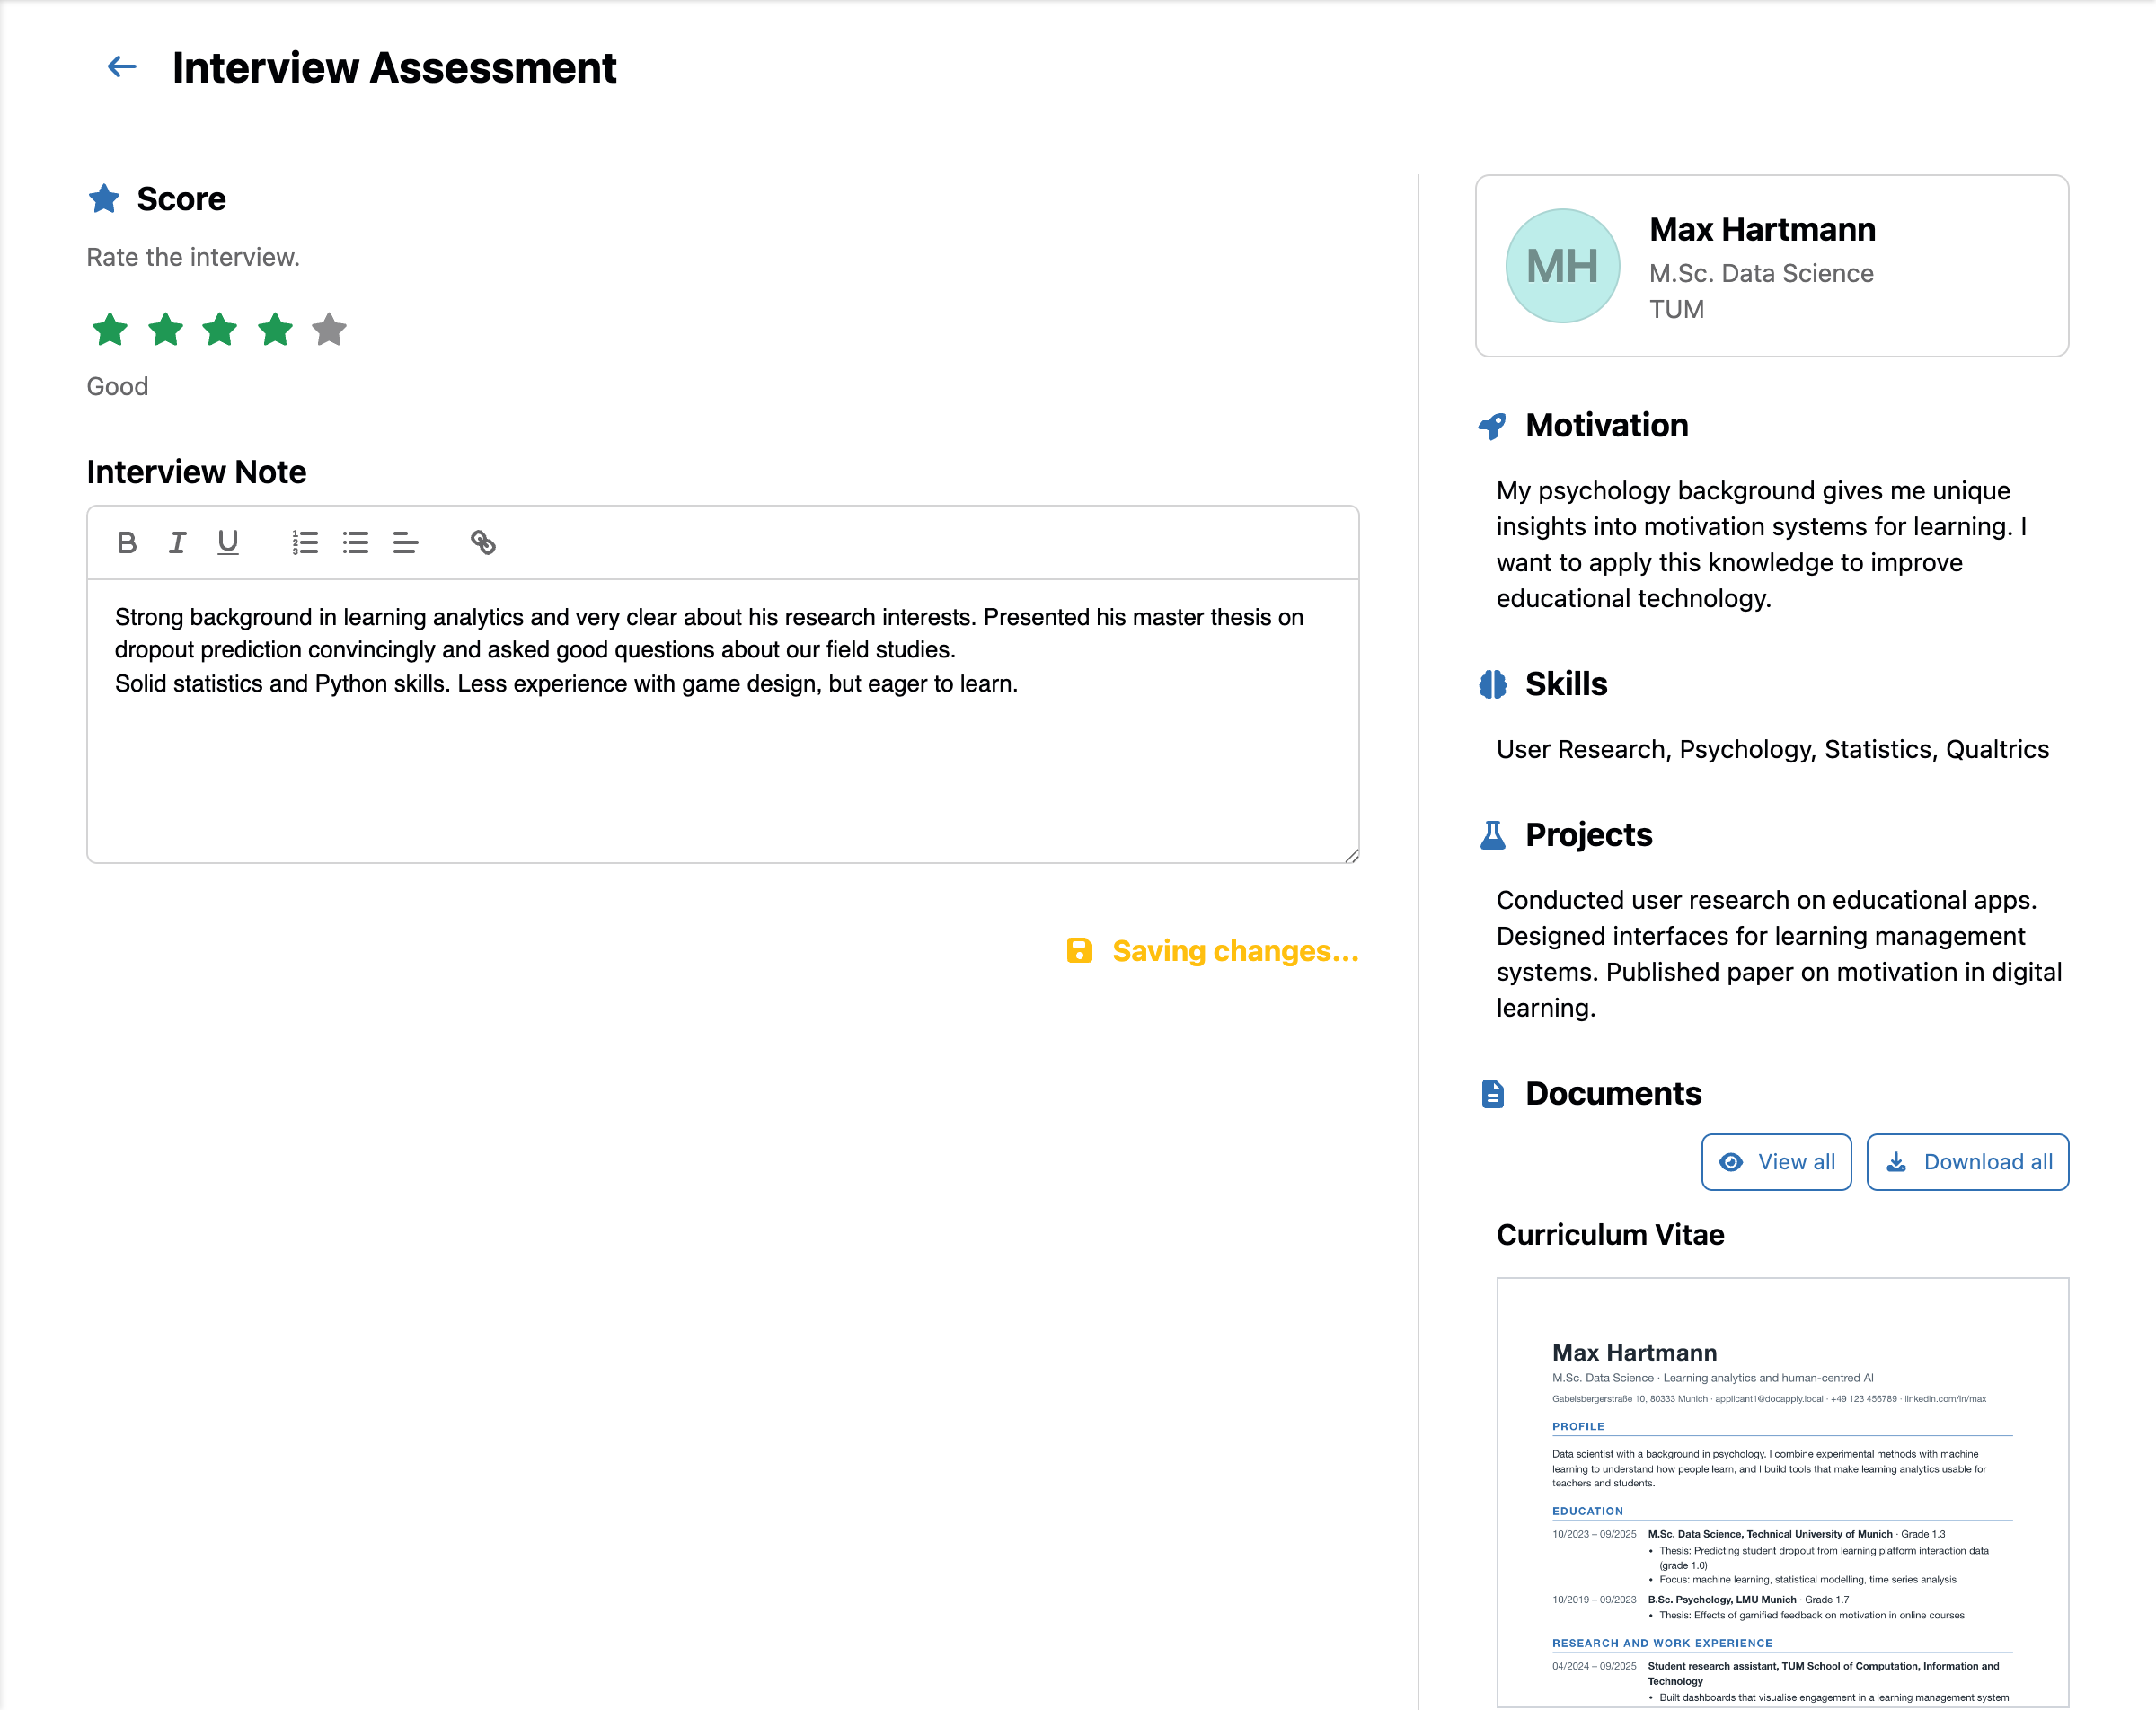 Interview Assessment
Score
Rate the interview.
Good
Interview Note
Strong background in learning analytics and very clear about his research interests. Presented his master thesis on
dropout prediction convincingly and asked good questions about our field studies.
Solid statistics and Python skills. Less experience with game design, but eager to learn.
Saving changes...
MH
Max Hartmann
M.Sc. Data Science
TUM
Motivation
My psychology background gives me unique
insights into motivation systems for learning. I
want to apply this knowledge to improve
educational technology.
Skills
User Research, Psychology, Statistics, Qualtrics
Projects
Conducted user research on educational apps.
Designed interfaces for learning management
systems. Published paper on motivation in digital
learning.
Documents
View all
Download all
Curriculum Vitae
Max Hartmann
M.Sc. Data Science · Learning analytics and human-centred AI
Gabelsbergerstraße 10, 80333 Munich · applicant1@docapply.local · +49 123 456789 · linkedin.com/in/max
PROFILE
Data scientist with a background in psychology. I combine experimental methods with machine
learning to understand how people learn, and I build tools that make learning analytics usable for
teachers and students.
EDUCATION
10/2023 – 09/2025 M.Sc. Data Science, Technical University of Munich · Grade 1.3
• Thesis: Predicting student dropout from learning platform interaction data
(grade 1.0)
• Focus: machine learning, statistical modelling, time series analysis
10/2019 – 09/2023 B.Sc. Psychology, LMU Munich · Grade 1.7
• Thesis: Effects of gamified feedback on motivation in online courses
RESEARCH AND WORK EXPERIENCE
04/2024 – 09/2025 Student research assistant, TUM School of Computation, Information and
Technology
• Built dashboards that visualise engagement in a learning management system